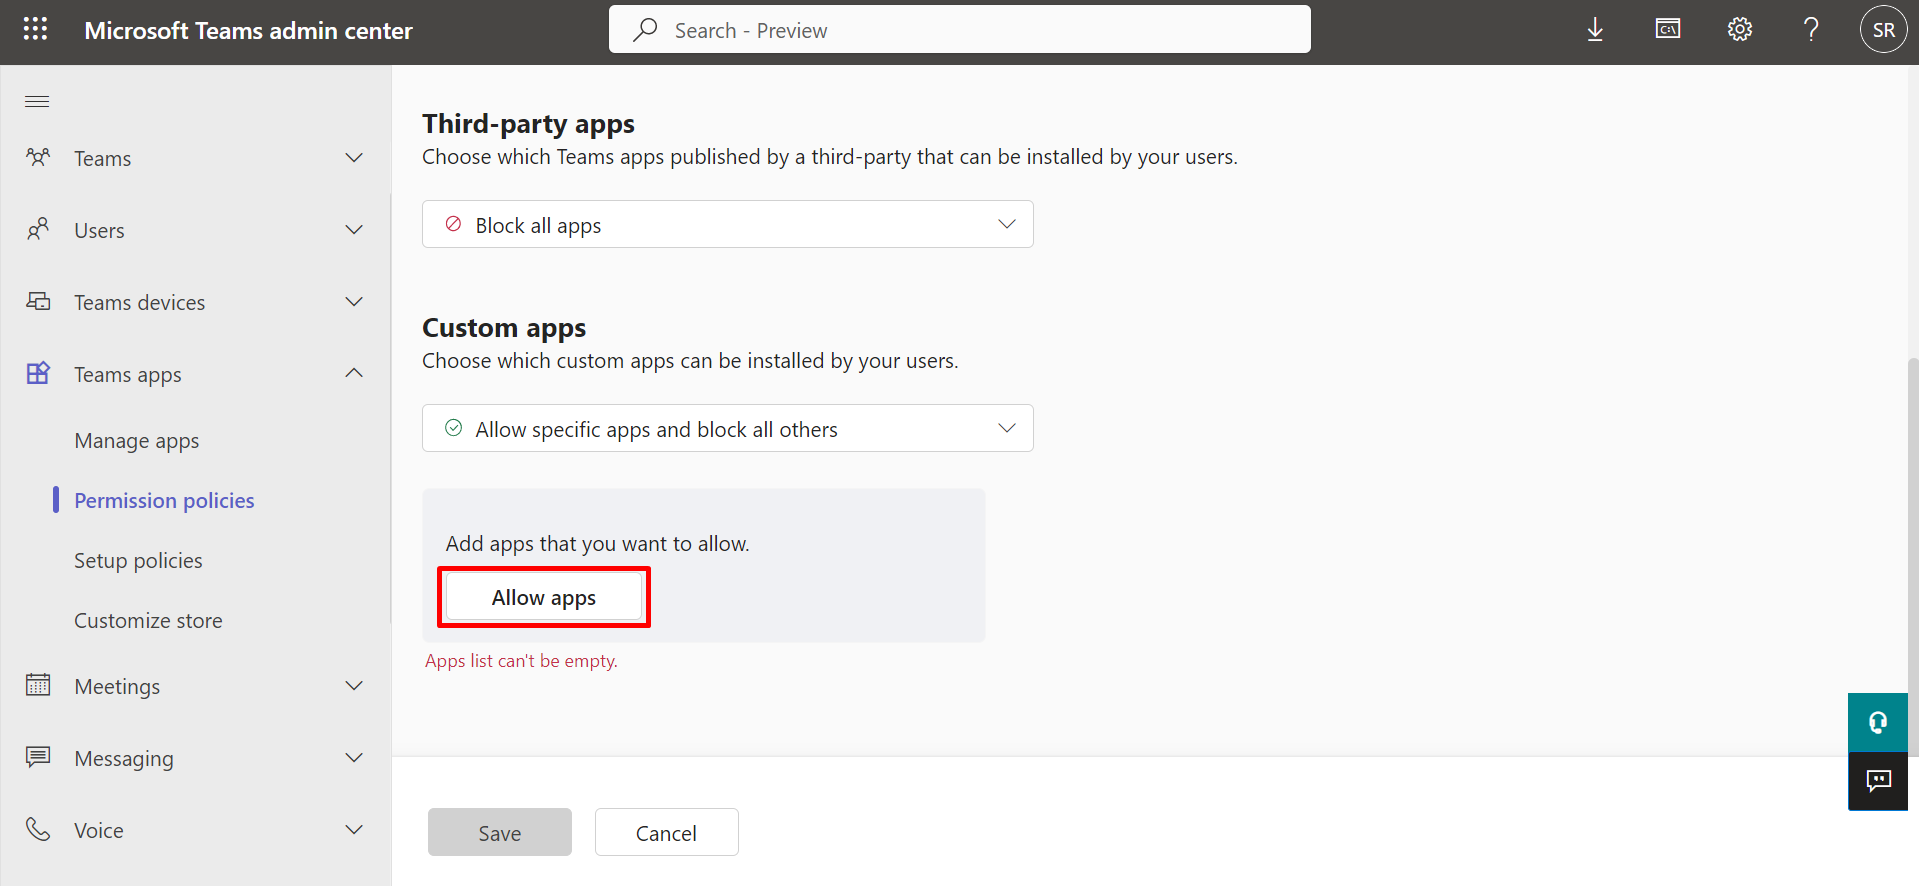 Microsoft Teams admin center
Search - Preview
C:\
SR
Teams
Users
Teams devices
Teams apps
Manage apps
Permission policies
Setup policies
Customize store
Meetings
Messaging
Voice
Third-party apps
Choose which Teams apps published by a third-party that can be installed by your users.
Block all apps
Custom apps
Choose which custom apps can be installed by your users.
Allow specific apps and block all others
Add apps that you want to allow.
Allow apps
Apps list can't be empty.
Save
Cancel